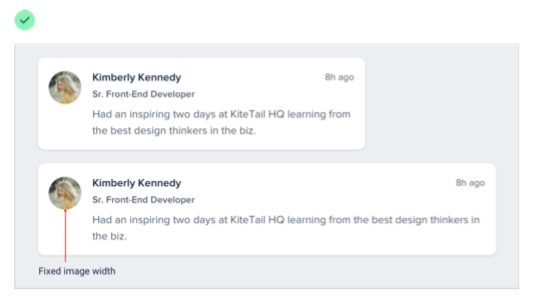 Kimberly Kennedy 8h ago
Sr. Front-End Developer
Had an inspiring two days at KiteTail HQ learning from
the best design thinkers in the biz.
Kimberly Kennedy 8h ago
Sr. Front-End Developer
Had an inspiring two days at KiteTail HQ learning from the best design thinkers in
the biz.
Fixed image width